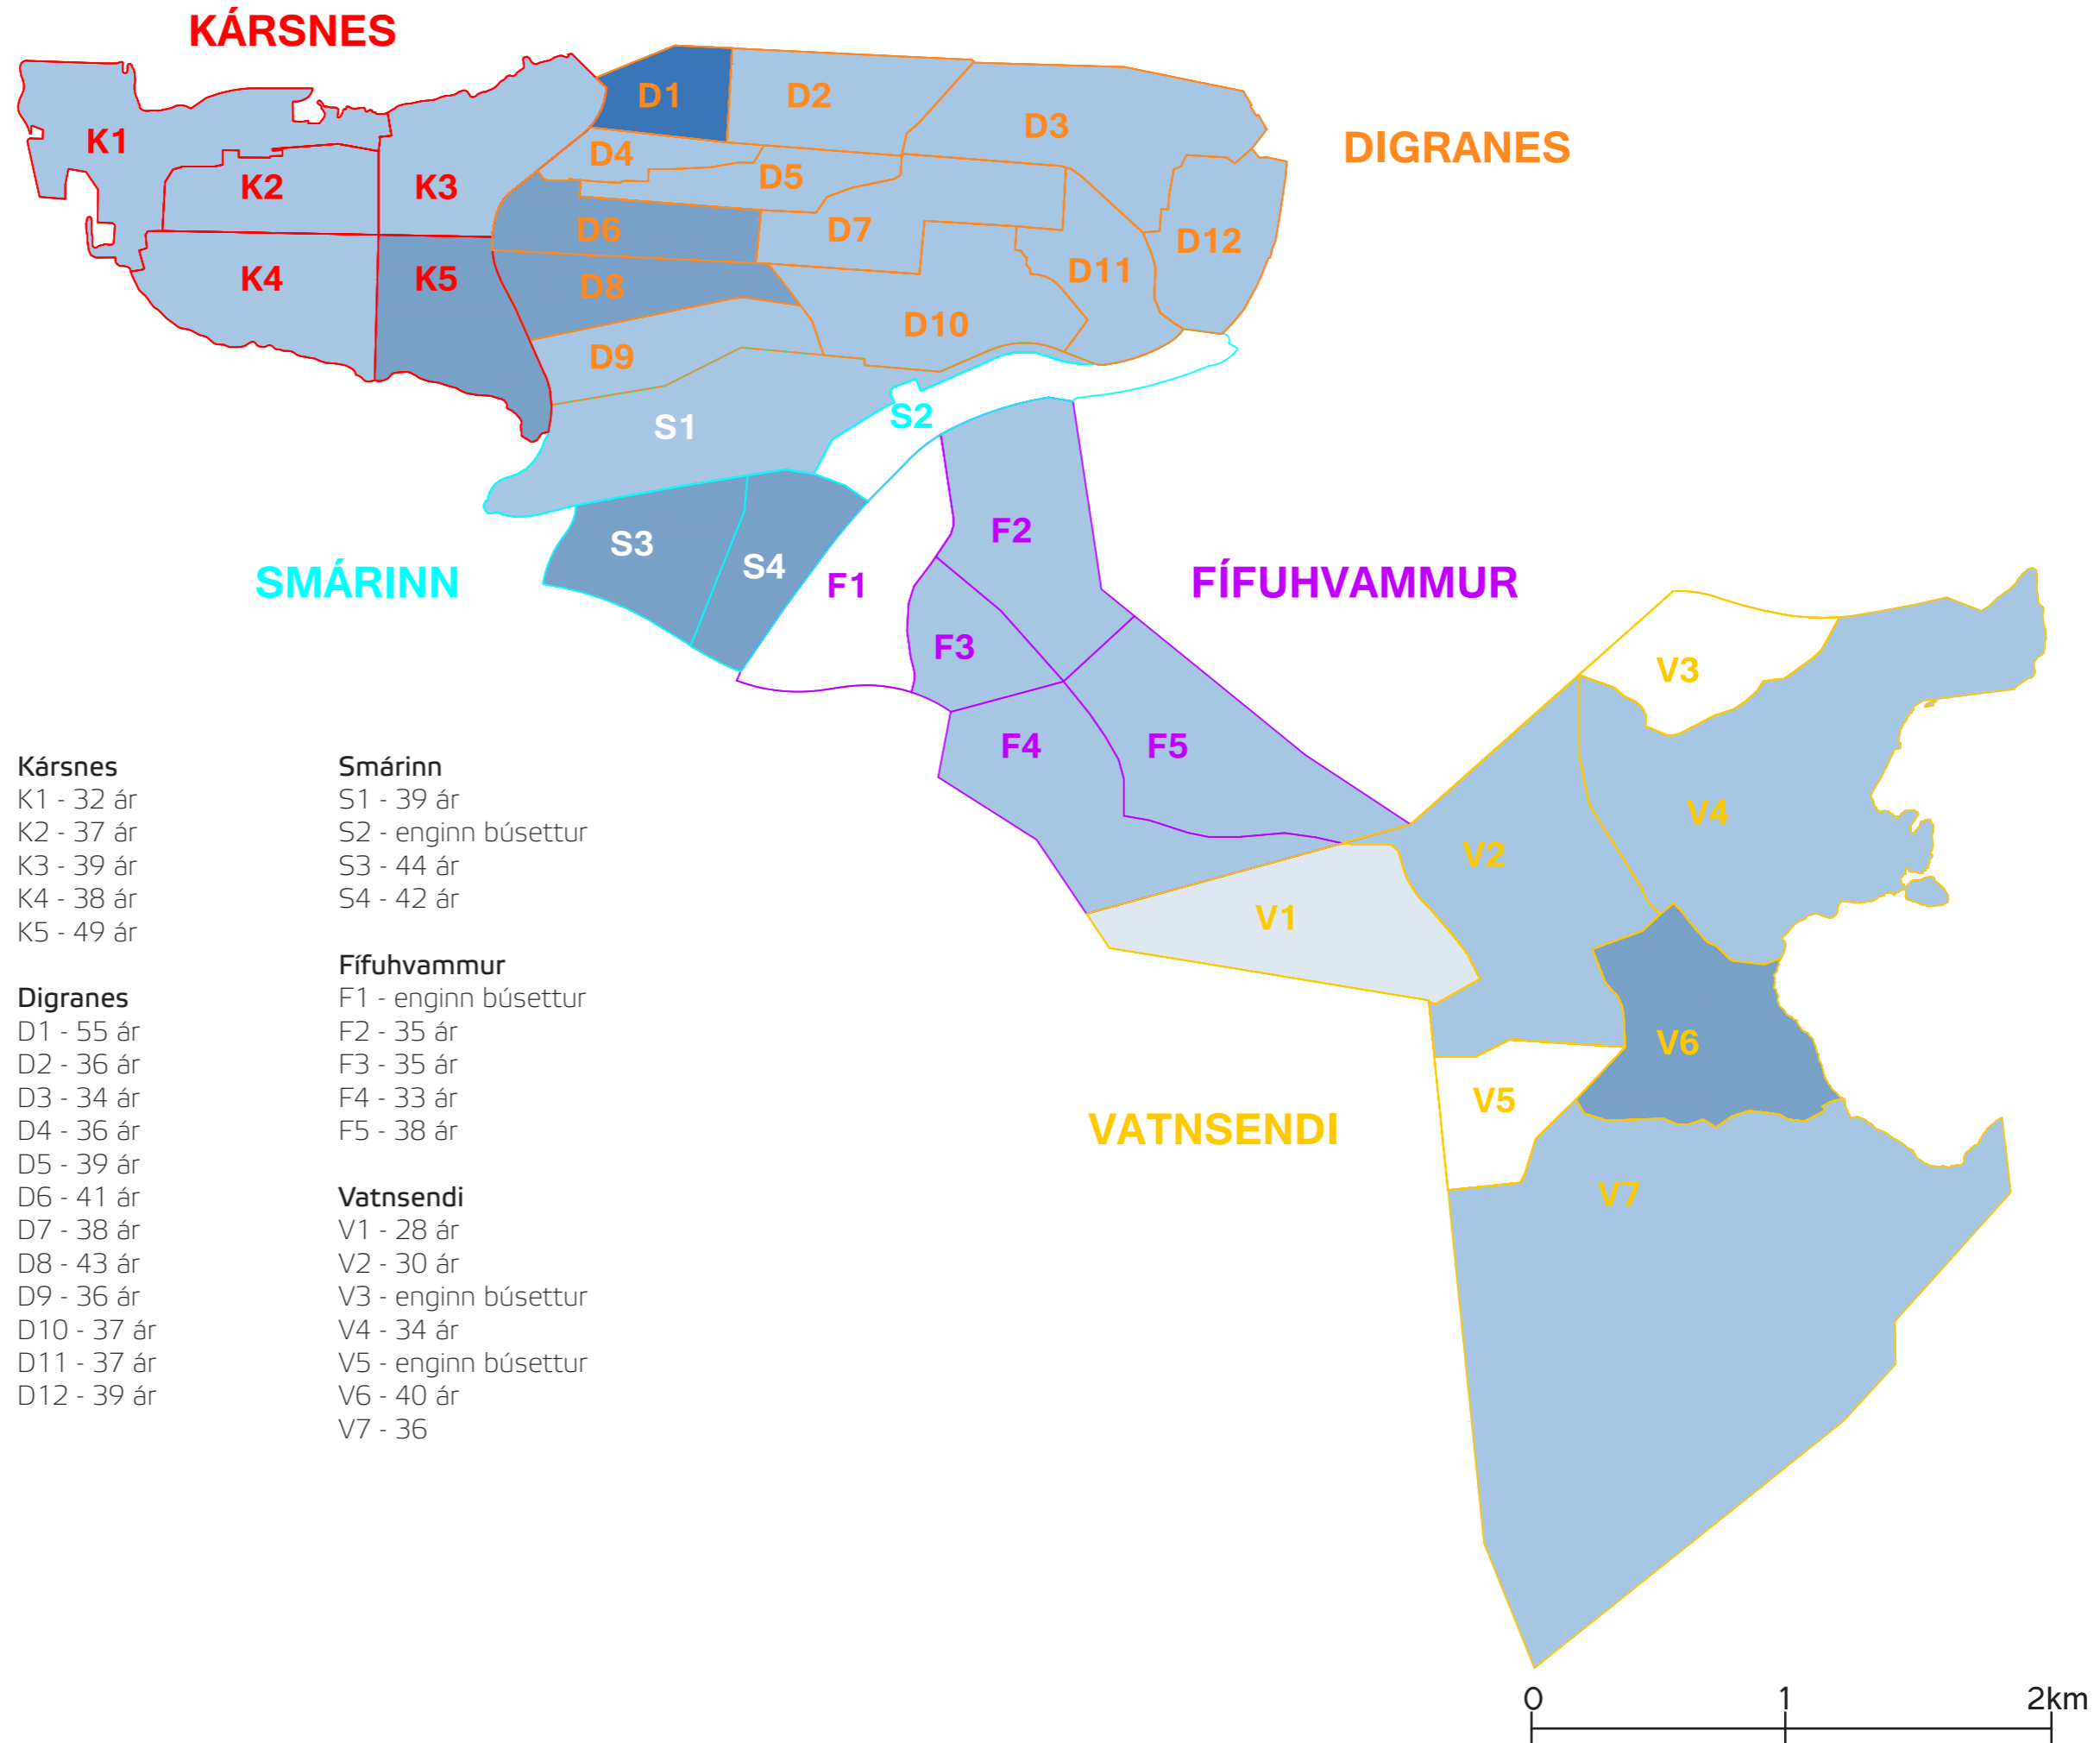 KÁRSNES
DIGRANES
SMÁRINN
FÍFUHVAMMUR
VATNSENDI
K1
K2
K3
K4
K5
D1
D2
D3
D4
D5
D6
D7
D8
D9
D10
D11
D12
S1
S2
S3
S4
F1
F2
F3
F4
F5
V1
V2
V3
V4
V5
V6
V7
Kársnes
K1 - 32 ár
K2 - 37 ár
K3 - 39 ár
K4 - 38 ár
K5 - 49 ár
Digranes
D1 - 55 ár
D2 - 36 ár
D3 - 34 ár
D4 - 36 ár
D5 - 39 ár
D6 - 41 ár
D7 - 38 ár
D8 - 43 ár
D9 - 36 ár
D10 - 37 ár
D11 - 37 ár
D12 - 39 ár
Smárinn
S1 - 39 ár
S2 - enginn búsettur
S3 - 44 ár
S4 - 42 ár
Fífuhvammur
F1 - enginn búsettur
F2 - 35 ár
F3 - 35 ár
F4 - 33 ár
F5 - 38 ár
Vatnsendi
V1 - 28 ár
V2 - 30 ár
V3 - enginn búsettur
V4 - 34 ár
V5 - enginn búsettur
V6 - 40 ár
V7 - 36
0 1 2km